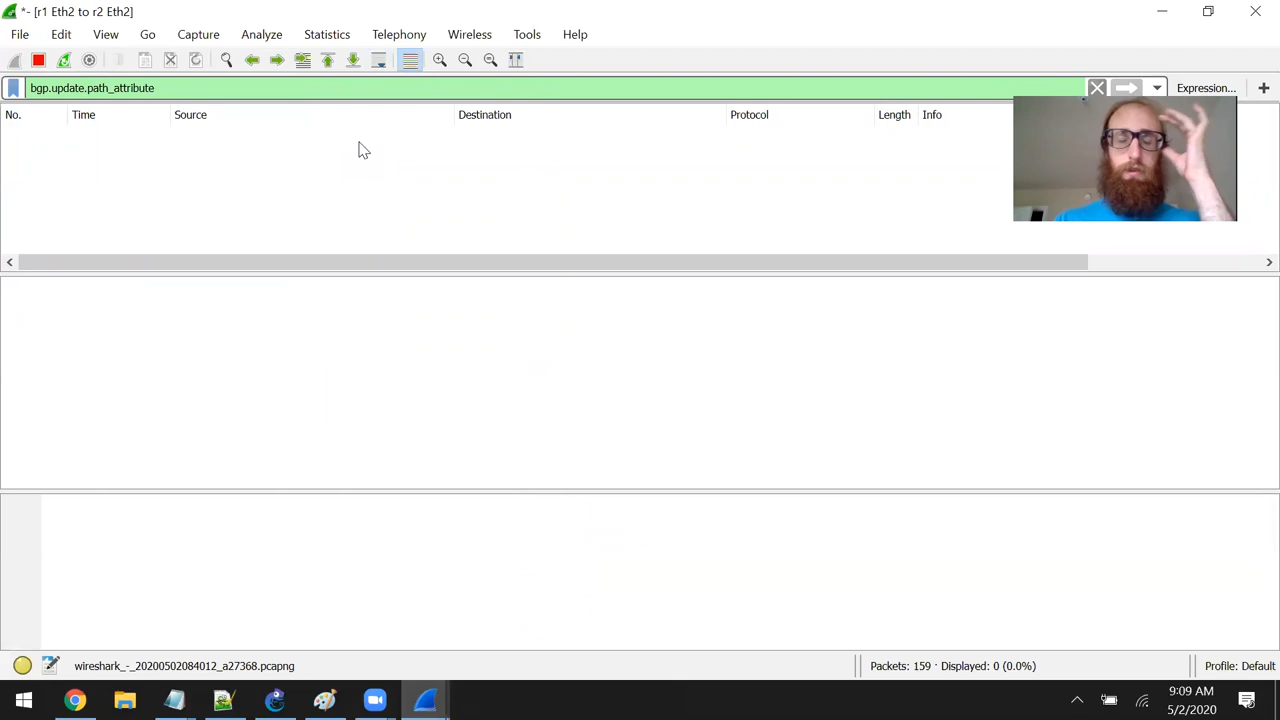 *- [r1 Eth2 to r2 Eth2]
File Edit View Go Capture Analyze Statistics Telephony Wireless Tools Help
bgp.update.path_attribute
Expression...
No. Time Source Destination Protocol Length Info
wireshark_-_20200502084012_a27368.pcapng
Packets: 159 · Displayed: 0 (0.0%)
Profile: Default
9:09 AM
5/2/2020